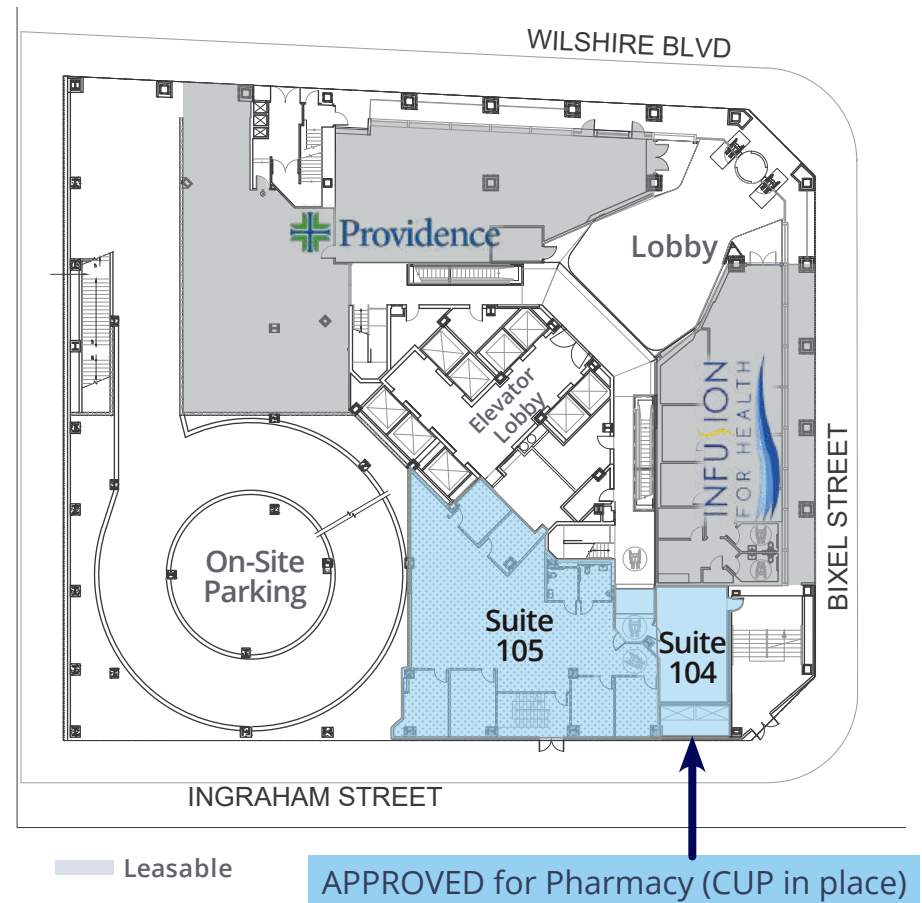 WILSHIRE BLVD
Providence
Lobby
Elevator
Lobby
INFUSION
FOR HEALTH
BIXEL STREET
On-Site
Parking
Suite
105
Suite
104
INGRAHAM STREET
Leasable
APPROVED for Pharmacy (CUP in place)